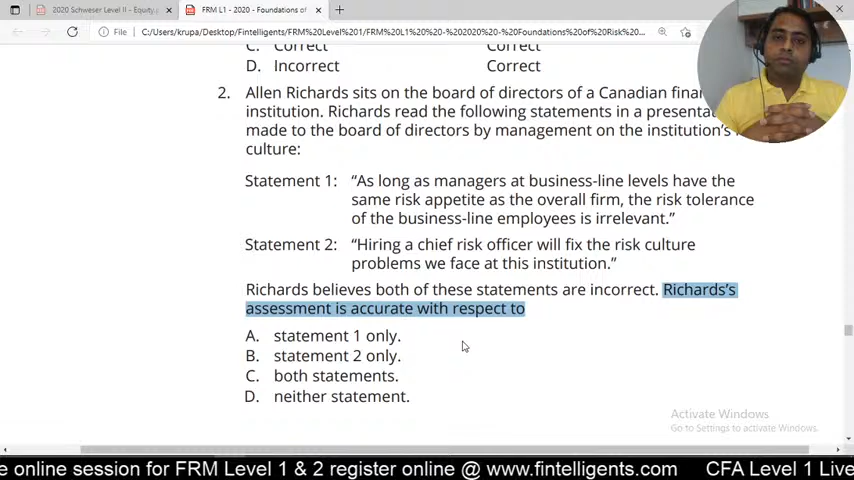 2020 Schweser Level II - Equity.p
FRM L1 - 2020 - Foundations of
File
C:/Users/krupa/Desktop/Fintelligents/FRM%20Level%201/FRM%20L1%20%20-%202020%20-%20Foundations%20of%20Risk%20...
C. Correct Correct
D. Incorrect Correct
2. Allen Richards sits on the board of directors of a Canadian finan
institution. Richards read the following statements in a presentat
made to the board of directors by management on the institution's
culture:
Statement 1: "As long as managers at business-line levels have the
same risk appetite as the overall firm, the risk tolerance
of the business-line employees is irrelevant."
Statement 2: "Hiring a chief risk officer will fix the risk culture
problems we face at this institution."
Richards believes both of these statements are incorrect. Richards's
assessment is accurate with respect to
A. statement 1 only.
B. statement 2 only.
C. both statements.
D. neither statement.
Activate Windows
Go to Settings to activate Windows.
e online session for FRM Level 1 & 2 register online @ www.fintelligents.com CFA Level 1 Live